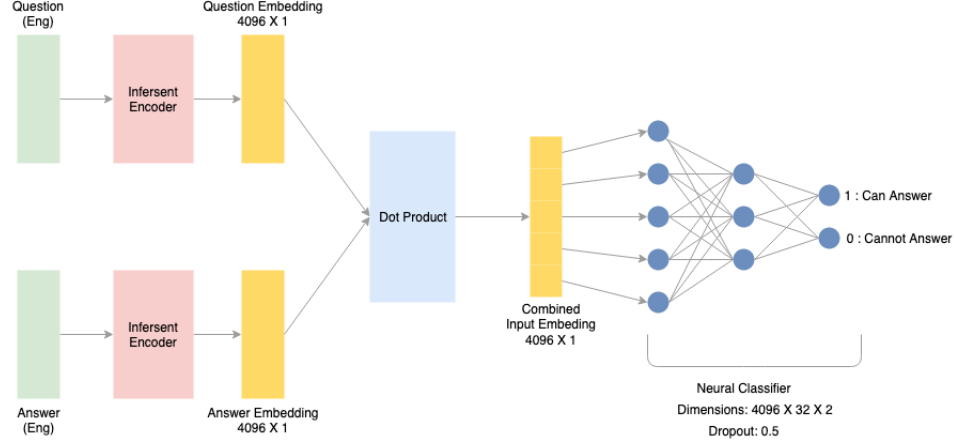 Question
(Eng)
Question Embedding
4096 X 1
Infersent
Encoder
Dot Product
1 : Can Answer
0 : Cannot Answer
Combined
Input Embeding
4096 X 1
Infersent
Encoder
Answer
(Eng)
Answer Embedding
4096 X 1
Neural Classifier
Dimensions: 4096 X 32 X 2
Dropout: 0.5